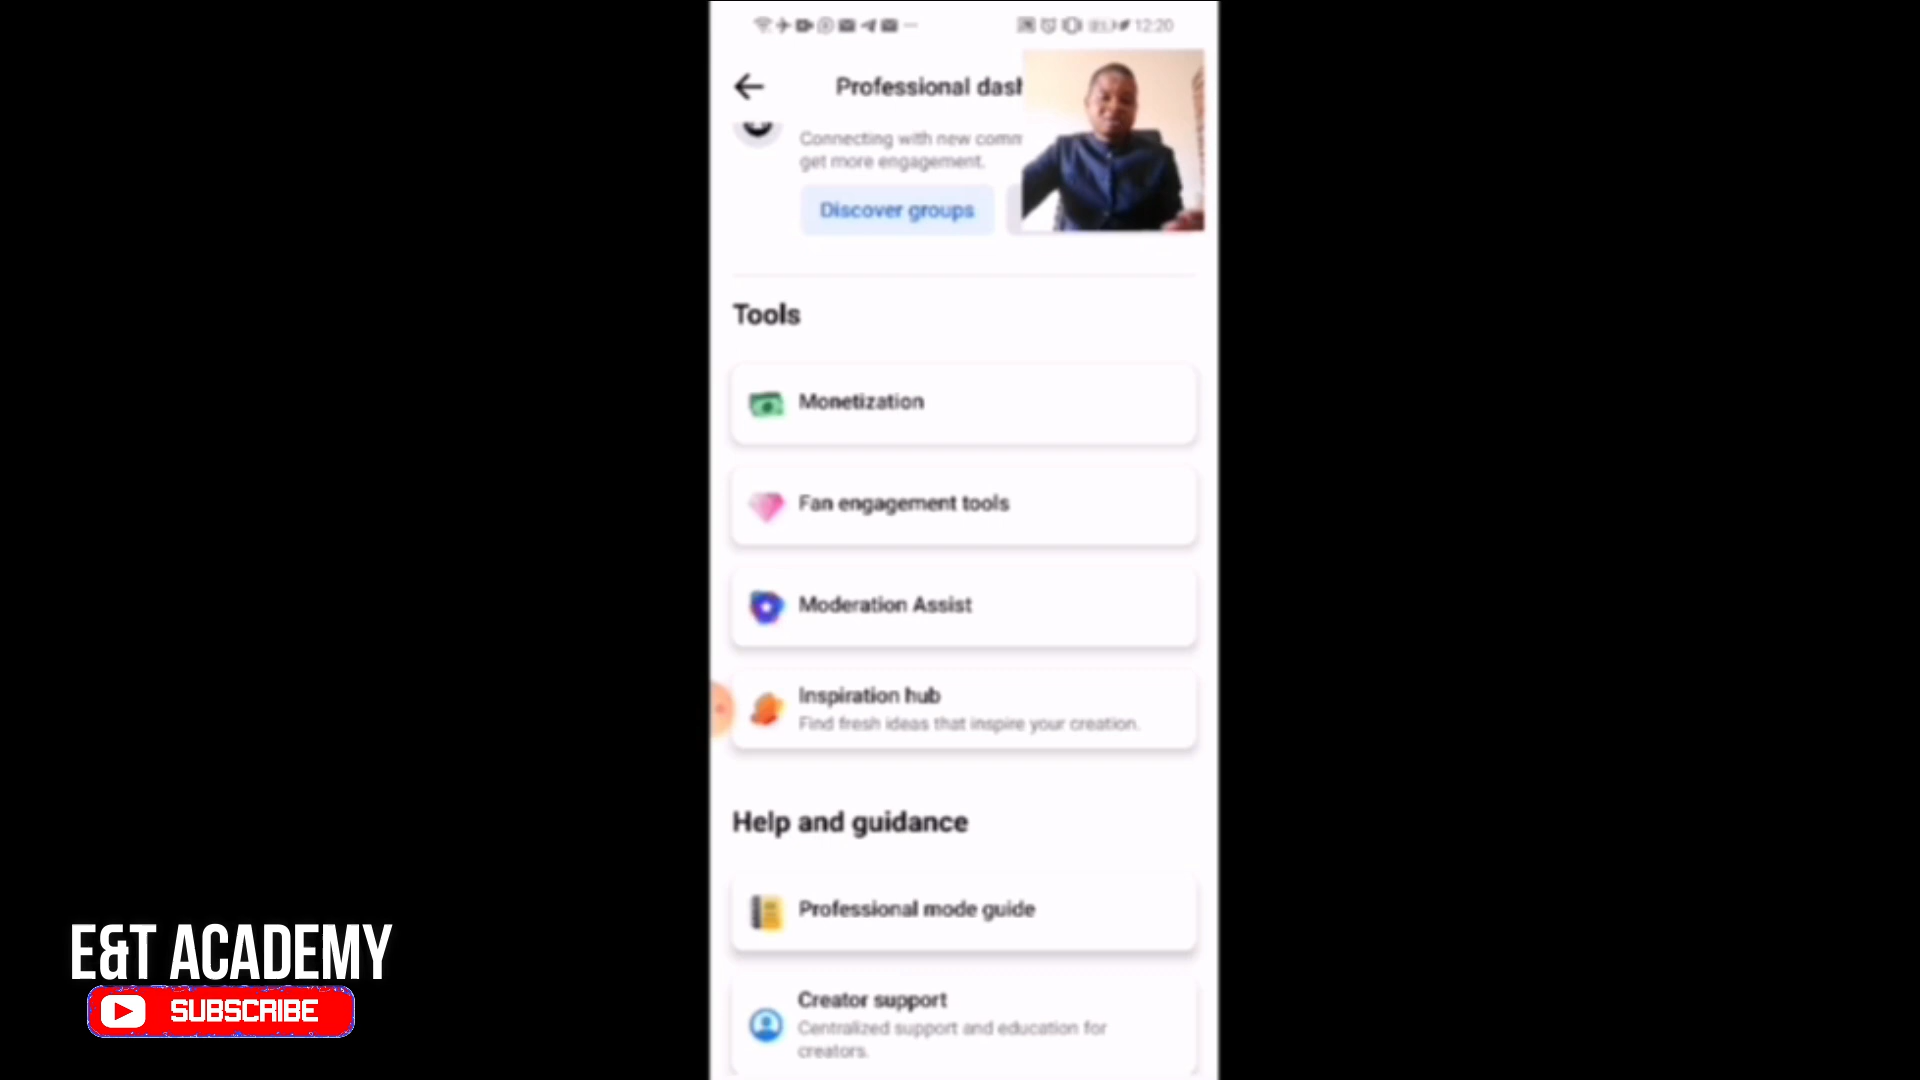 12:20
Professional dash
Connecting with new comm
get more engagement.
Discover groups
Tools
Monetization
Fan engagement tools
Moderation Assist
Inspiration hub
Find fresh ideas that inspire your creation.
Help and guidance
Professional mode guide
Creator support
Centralized support and education for
creators.
E&T ACADEMY
SUBSCRIBE